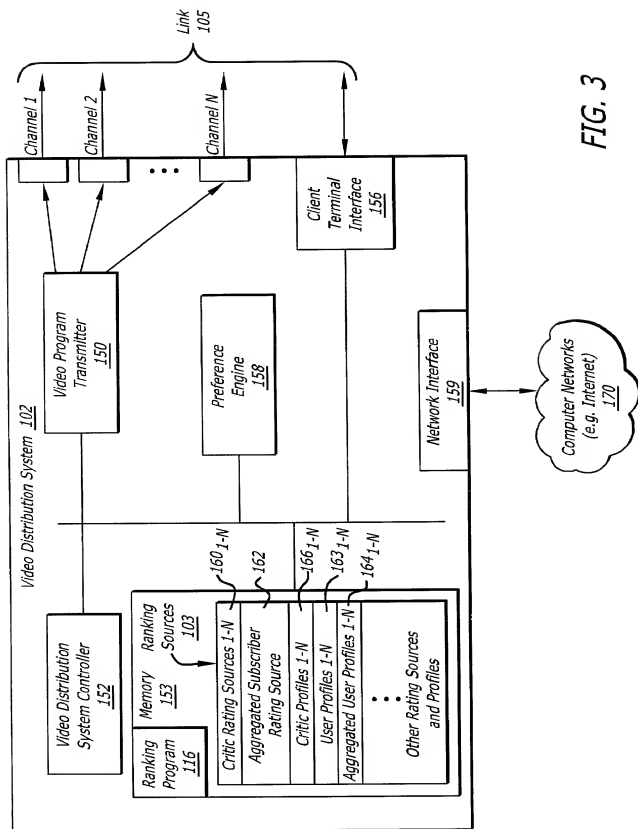 Video Distribution System 102
Video Distribution
System Controller
152
Video Program
Transmitter
150
Channel 1
Channel 2
Channel N
Link
105
Ranking
Program
116
Memory
153
Ranking
Sources
103
Critic Rating Sources 1-N
Aggregated Subscriber
Rating Source
Critic Profiles 1-N
User Profiles 1-N
Aggregated User Profiles 1-N
Other Rating Sources
and Profiles
160 1-N
162
166 1-N
163 1-N
164 1-N
Preference
Engine
158
Client
Terminal
Interface
156
Network Interface
159
Computer Networks
(e.g. Internet)
170
FIG. 3